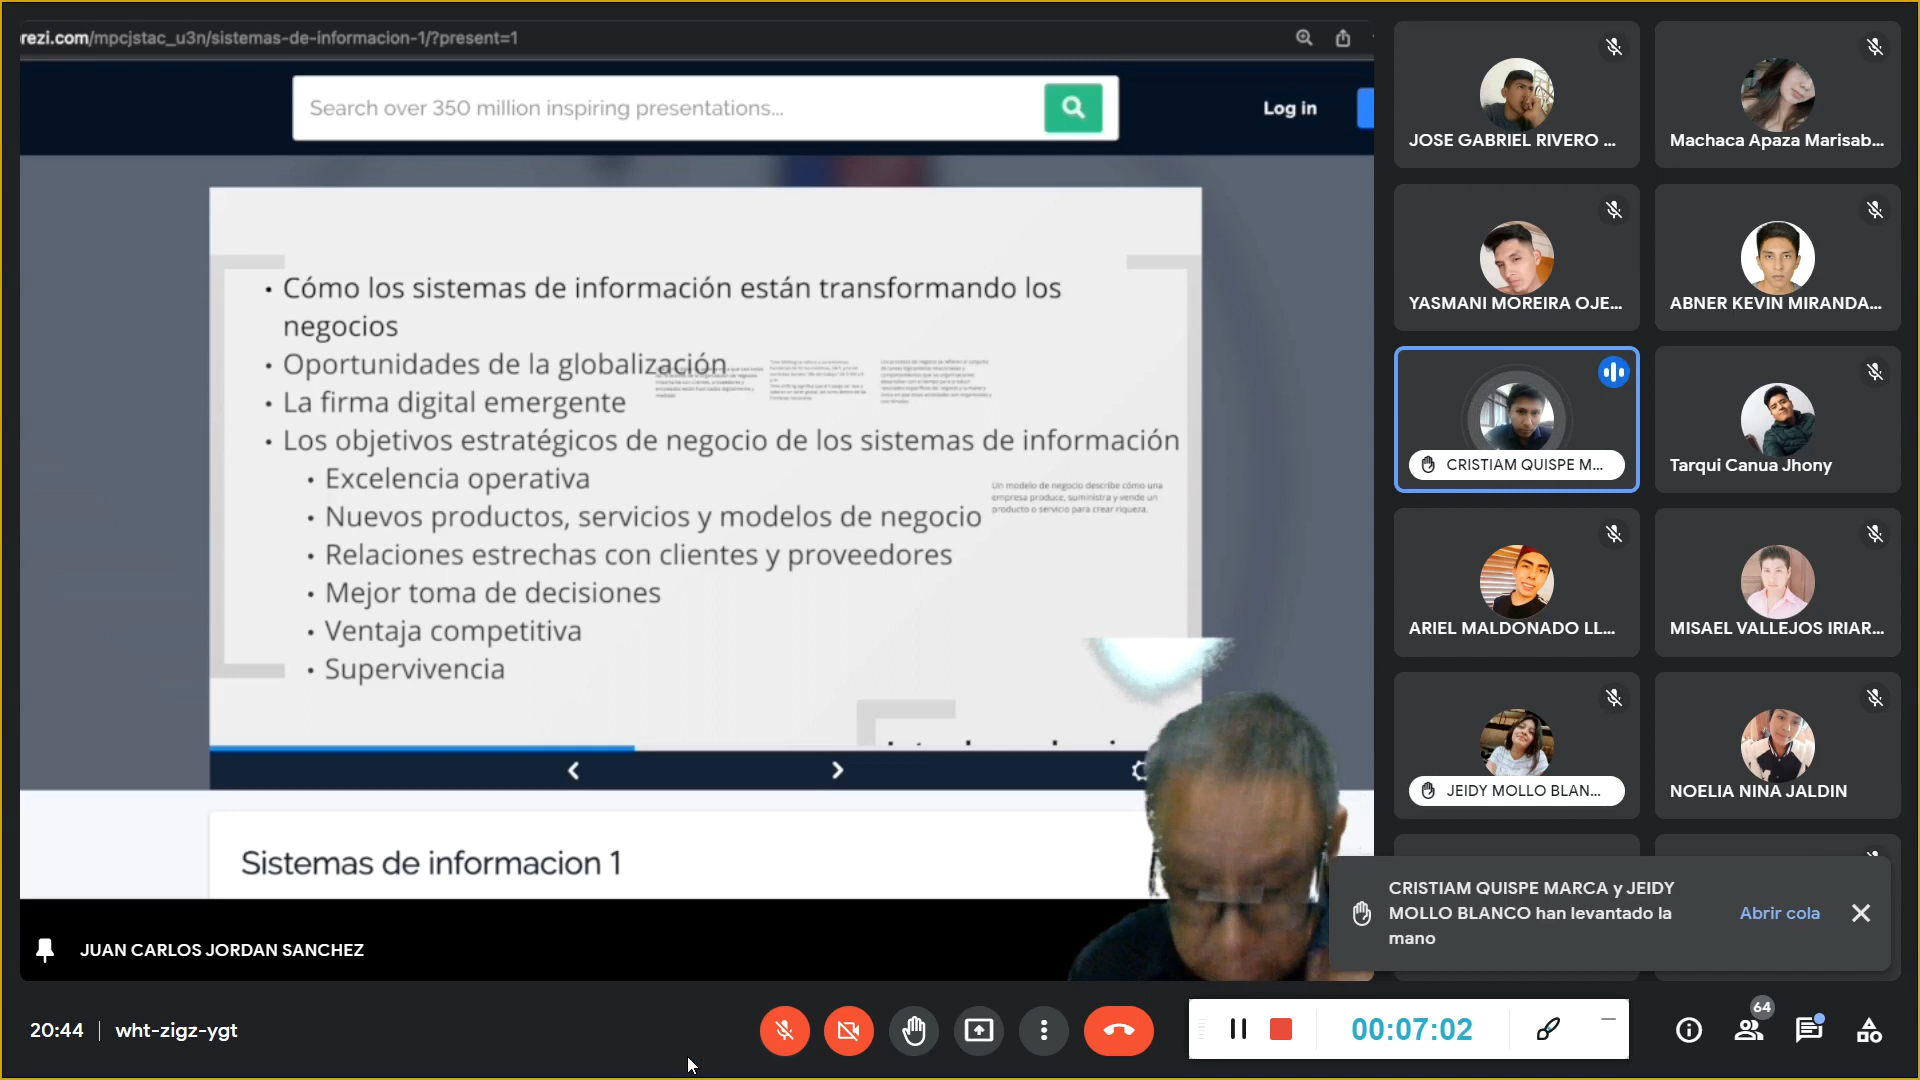 rezi.com/mpcjstac_u3n/sistemas-de-informacion-1/?present=1
Search over 350 million inspiring presentations...
Log in
• Cómo los sistemas de información están transformando los
negocios
• Oportunidades de la globalización
• La firma digital emergente
• Los objetivos estratégicos de negocio de los sistemas de información
• Excelencia operativa
• Nuevos productos, servicios y modelos de negocio
• Relaciones estrechas con clientes y proveedores
• Mejor toma de decisiones
• Ventaja competitiva
• Supervivencia
Un modelo de negocio describe cómo una
empresa produce, suministra y vende un
producto o servicio para crear riqueza.
Sistemas de informacion 1
JUAN CARLOS JORDAN SANCHEZ
JOSE GABRIEL RIVERO ...
Machaca Apaza Marisab...
YASMANI MOREIRA OJE...
ABNER KEVIN MIRANDA...
CRISTIAM QUISPE M...
Tarqui Canua Jhony
ARIEL MALDONADO LL...
MISAEL VALLEJOS IRIAR...
JEIDY MOLLO BLAN...
NOELIA NINA JALDIN
CRISTIAM QUISPE MARCA y JEIDY
MOLLO BLANCO han levantado la
mano
Abrir cola
20:44
wht-zigz-ygt
00:07:02
64